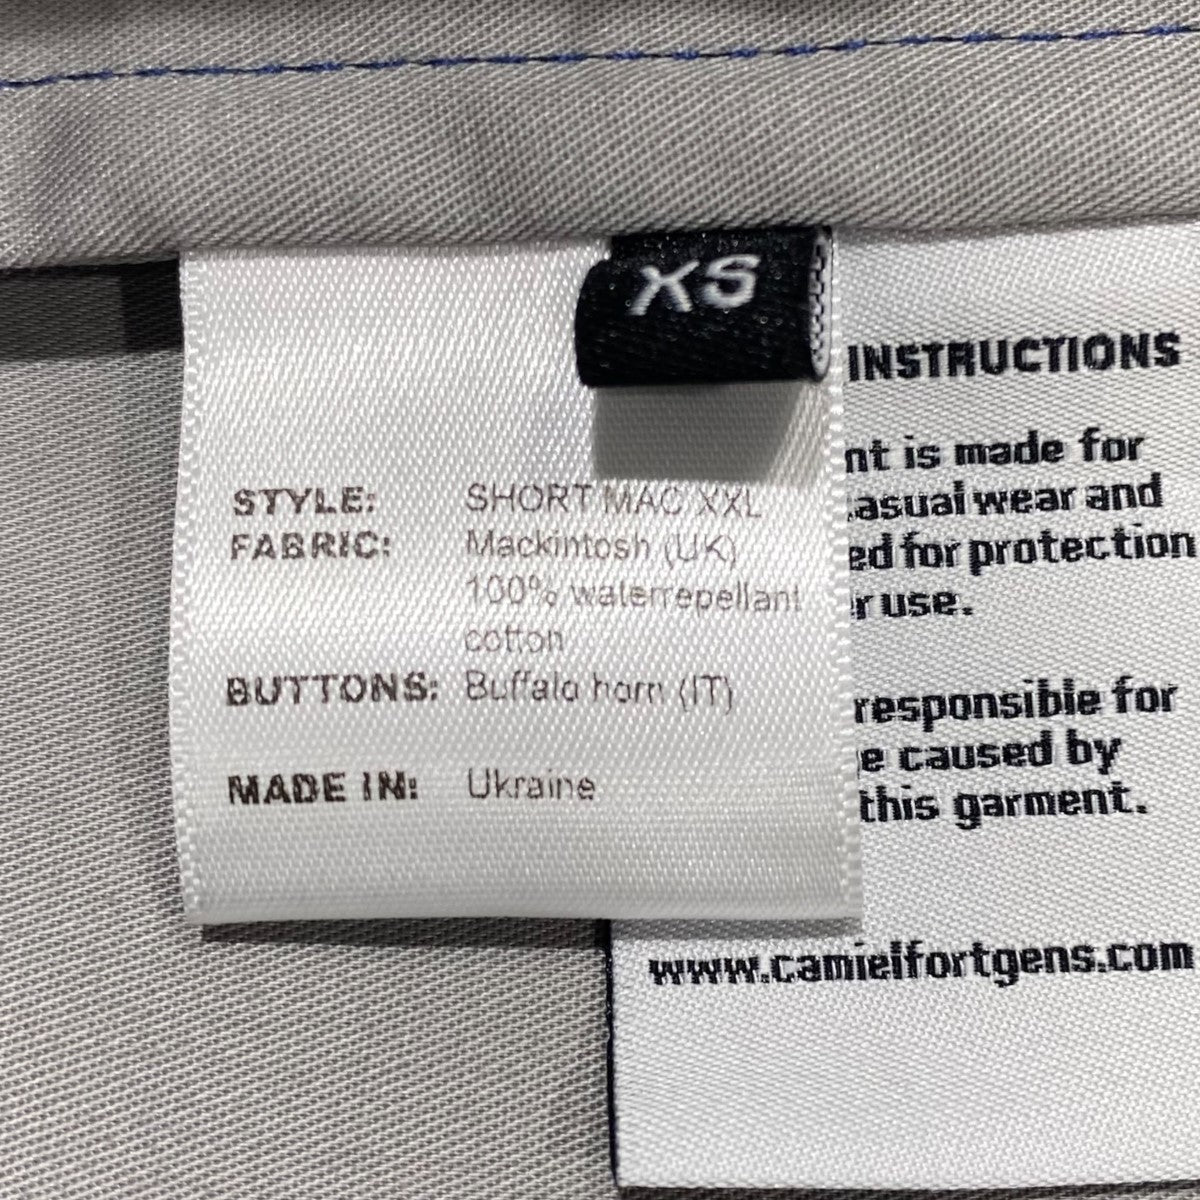 XS
STYLE: SHORT MAC XXL
FABRIC: Mackintosh (UK)
100% waterrepellant
cotton
BUTTONS: Buffalo horn (IT)
MADE IN: Ukraine
INSTRUCTIONS
nt is made for
asual wear and
ed for protection
r use.
responsible for
e caused by
this garment.
www.camielfortgens.com